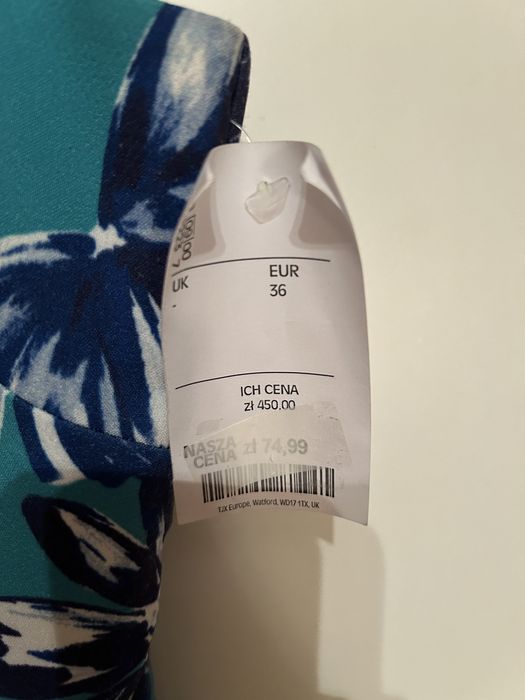 UK EUR
- 36
ICH CENA
zł 450.00
NASZA
CENA zł 74,99
TJX Europe, Watford, WD17 1TX, UK